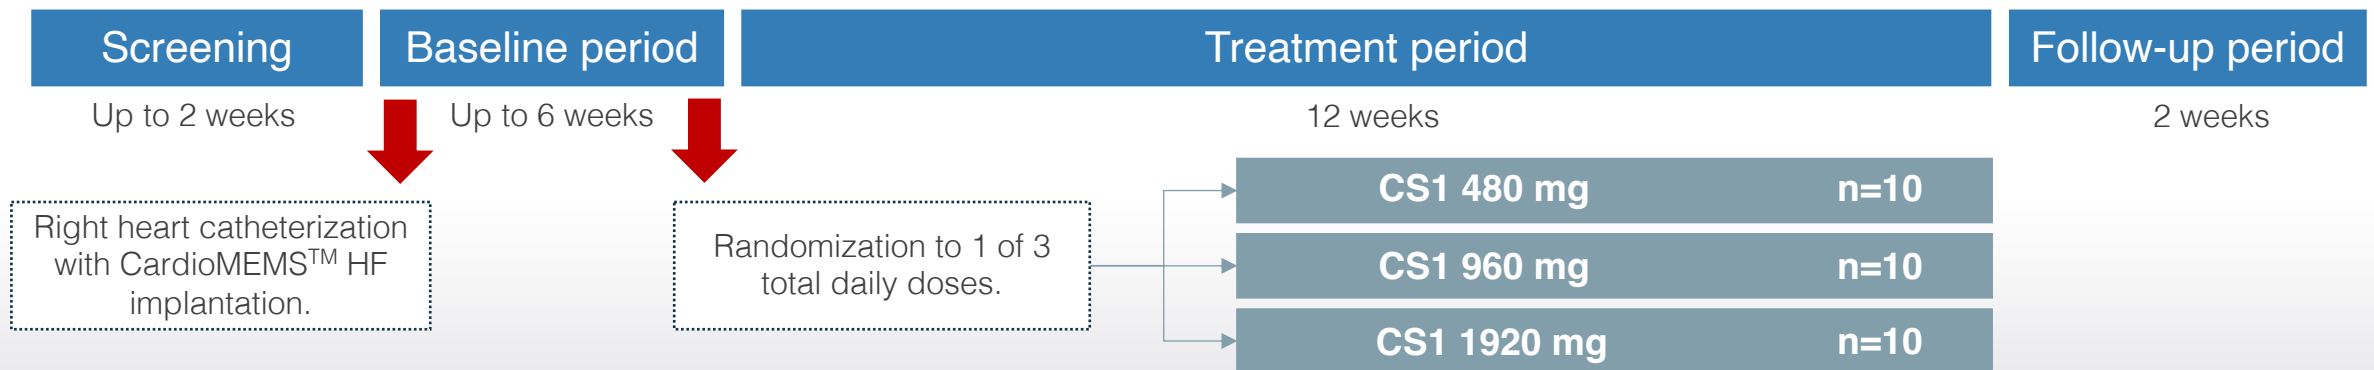 Screening
Baseline period
Treatment period
Follow-up period
Up to 2 weeks
Up to 6 weeks
12 weeks
2 weeks
Right heart catheterization
with CardioMEMS™ HF
implantation.
Randomization to 1 of 3
total daily doses.
CS1 480 mg n=10
CS1 960 mg n=10
CS1 1920 mg n=10